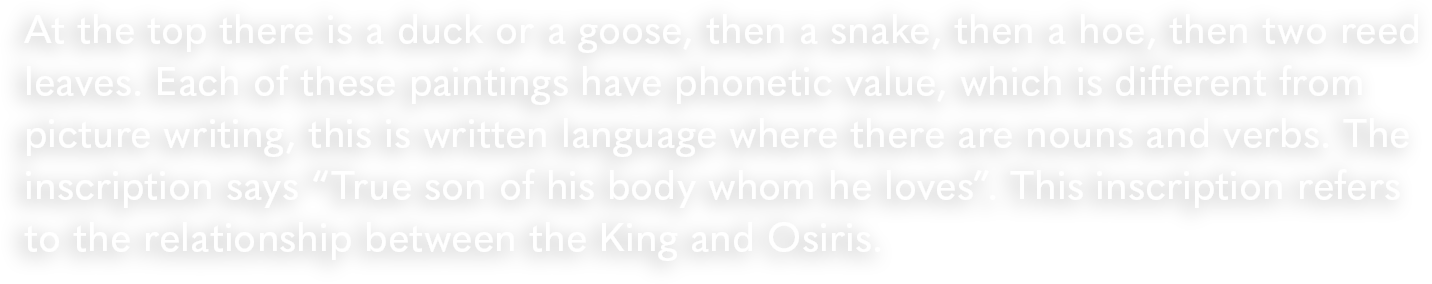 At the top there is a duck or a goose, then a snake, then a hoe, then two reed
leaves. Each of these paintings have phonetic value, which is different from
picture writing, this is written language where there are nouns and verbs. The
inscription says “True son of his body whom he loves”. This inscription refers
to the relationship between the King and Osiris.